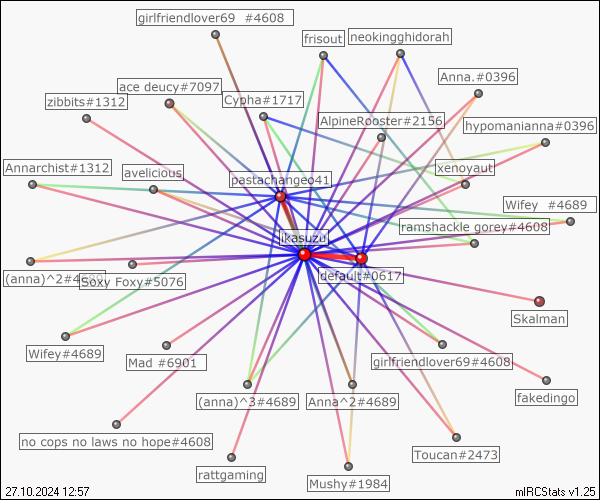 girlfriendlover69 #4608
frisout
neokingghidorah
Anna.#0396
ace deucy#7097
zibbits#1312
Cypha#1717
AlpineRooster#2156
hypomanianna#0396
Annarchist#1312
avelicious
xenoyaut
pastachangeo41
Wifey #4689
ramshackle gorey#4608
ikasuzu
default#0617
(anna)^2#4689
Soxy Foxy#5076
Skalman
Wifey#4689
Mad #6901
girlfriendlover69#4608
(anna)^3#4689
Anna^2#4689
fakedingo
no cops no laws no hope#4608
Toucan#2473
rattgang
Mushy#1984
27.10.2024 12:57
mIRCStats v1.25